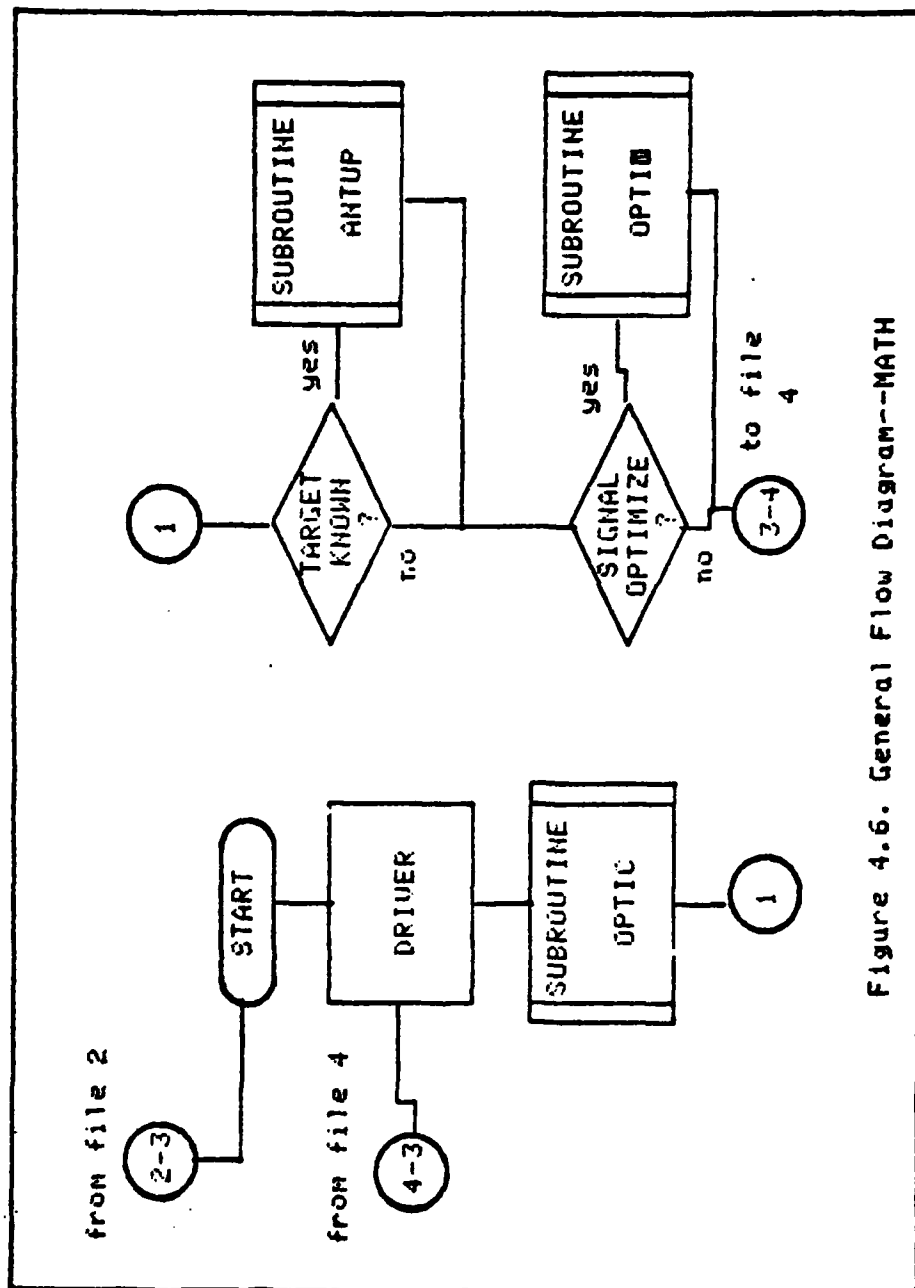 from file 2
2-3
START
from file 4
4-3
DRIVER
SUBROUTINE
OPTIC
1
1
TARGET
KNOWN
?
yes
no
SUBROUTINE
ANTUP
SIGNAL
OPTIMIZE
?
yes
no
SUBROUTINE
to file
4
3-4
Figure 4.6. General Flow Diagram--MATH